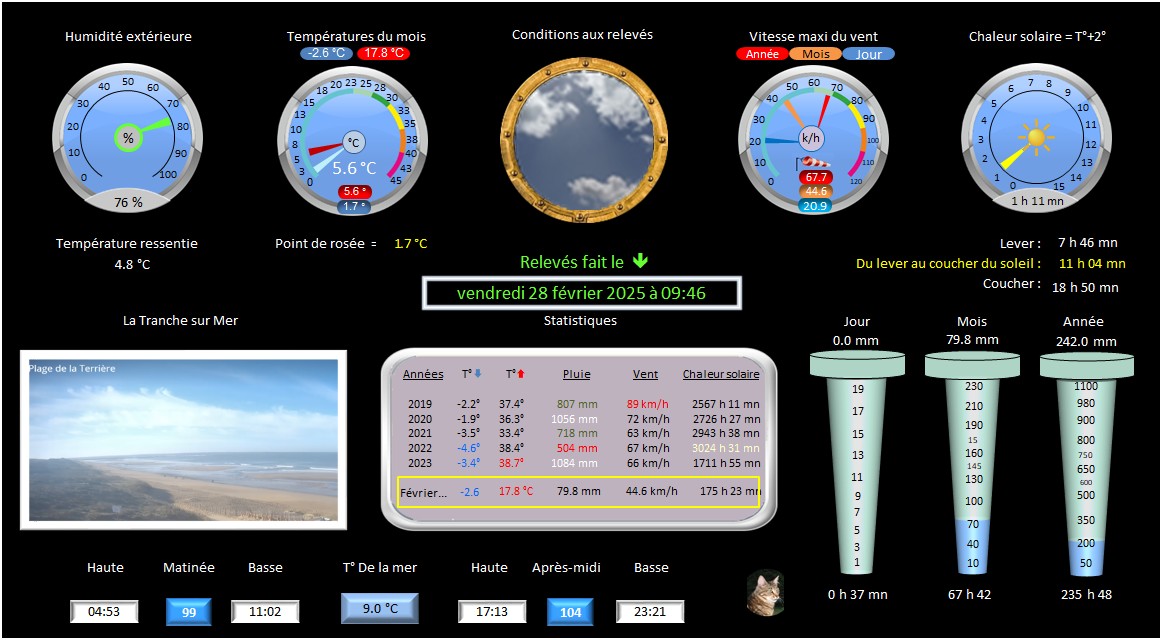 Humidité extérieure
Températures du mois
Conditions aux relevés
Vitesse maxi du vent
Chaleur solaire = T°+2°
-2.6 °C 17.8 °C
Année Mois Jour
0 10 20 30 40 50 60 70 80 90 100
%
76 %
0 3 5 8 10 13 15 18 20 23 25 28 30 33 35 38 40 43 45
°C
5.6 °C
5.6 °
1.7 °
0 10 20 30 40 50 60 70 80 90 100 110 120
k/h
67.7
44.6
20.9
0 1 2 3 4 5 6 7 8 9 10 11 12 13 14 15
1 h 11 mn
Température ressentie
4.8 °C
Point de rosée = 1.7 °C
Relevés fait le
vendredi 28 février 2025 à 09:46
Lever : 7 h 46 mn
Du lever au coucher du soleil : 11 h 04 mn
Coucher : 18 h 50 mn
La Tranche sur Mer
Plage de la Terrière
Statistiques
Années T° T° Pluie Vent Chaleur solaire
2019 -2.2° 37.4° 807 mm 89 km/h 2567 h 11 mn
2020 -1.9° 36.3° 1056 mm 72 km/h 2726 h 27 mn
2021 -3.5° 33.4° 718 mm 63 km/h 2943 h 38 mn
2022 -4.6° 38.4° 504 mm 67 km/h 3024 h 31 mn
2023 -3.4° 38.7° 1084 mm 66 km/h 1711 h 55 mn
Février... -2.6 17.8 °C 79.8 mm 44.6 km/h 175 h 23 mn
Jour
0.0 mm
19
17
15
13
11
9
7
5
3
1
0 h 37 mn
Mois
79.8 mm
230
210
190
15
160
145
130
100
70
40
10
67 h 42
Année
242.0 mm
1100
980
900
800
750
650
600
500
350
200
50
235 h 48
Haute Matinée Basse T° De la mer Haute Après-midi Basse
04:53 99 11:02 9.0 °C 17:13 104 23:21